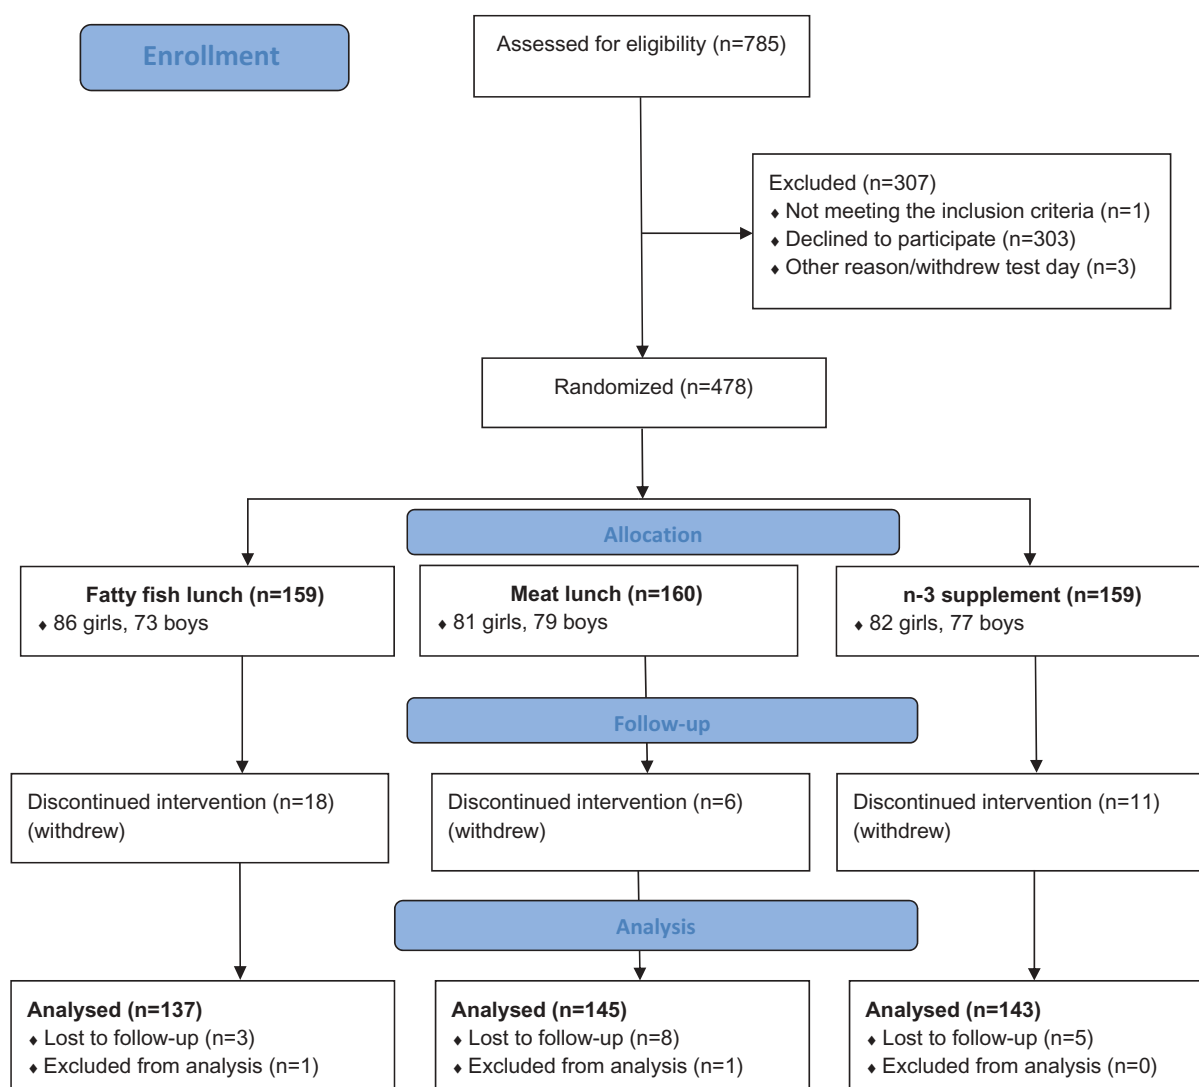 Enrollment
Assessed for eligibility (n=785)
Excluded (n=307)
♦ Not meeting the inclusion criteria (n=1)
♦ Declined to participate (n=303)
♦ Other reason/withdrew test day (n=3)
Randomized (n=478)
Allocation
Fatty fish lunch (n=159)
♦ 86 girls, 73 boys
Meat lunch (n=160)
♦ 81 girls, 79 boys
n-3 supplement (n=159)
♦ 82 girls, 77 boys
Follow-up
Discontinued intervention (n=18)
(withdrew)
Discontinued intervention (n=6)
(withdrew)
Discontinued intervention (n=11)
(withdrew)
Analysis
Analysed (n=137)
♦ Lost to follow-up (n=3)
♦ Excluded from analysis (n=1)
Analysed (n=145)
♦ Lost to follow-up (n=8)
♦ Excluded from analysis (n=1)
Analysed (n=143)
♦ Lost to follow-up (n=5)
♦ Excluded from analysis (n=0)